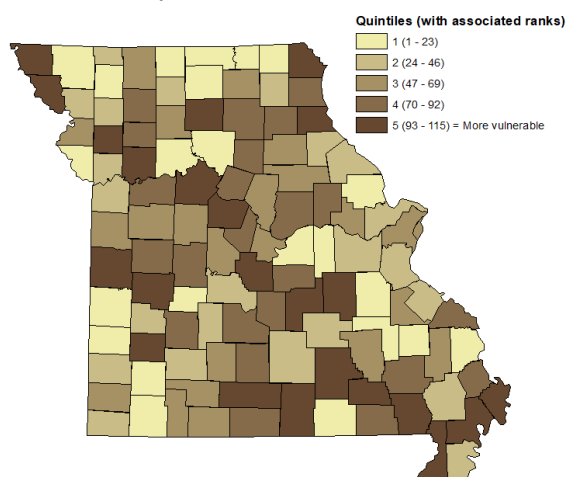 Quintiles (with associated ranks)
1 (1 - 23)
2 (24 - 46)
3 (47 - 69)
4 (70 - 92)
5 (93 - 115) = More vulnerable